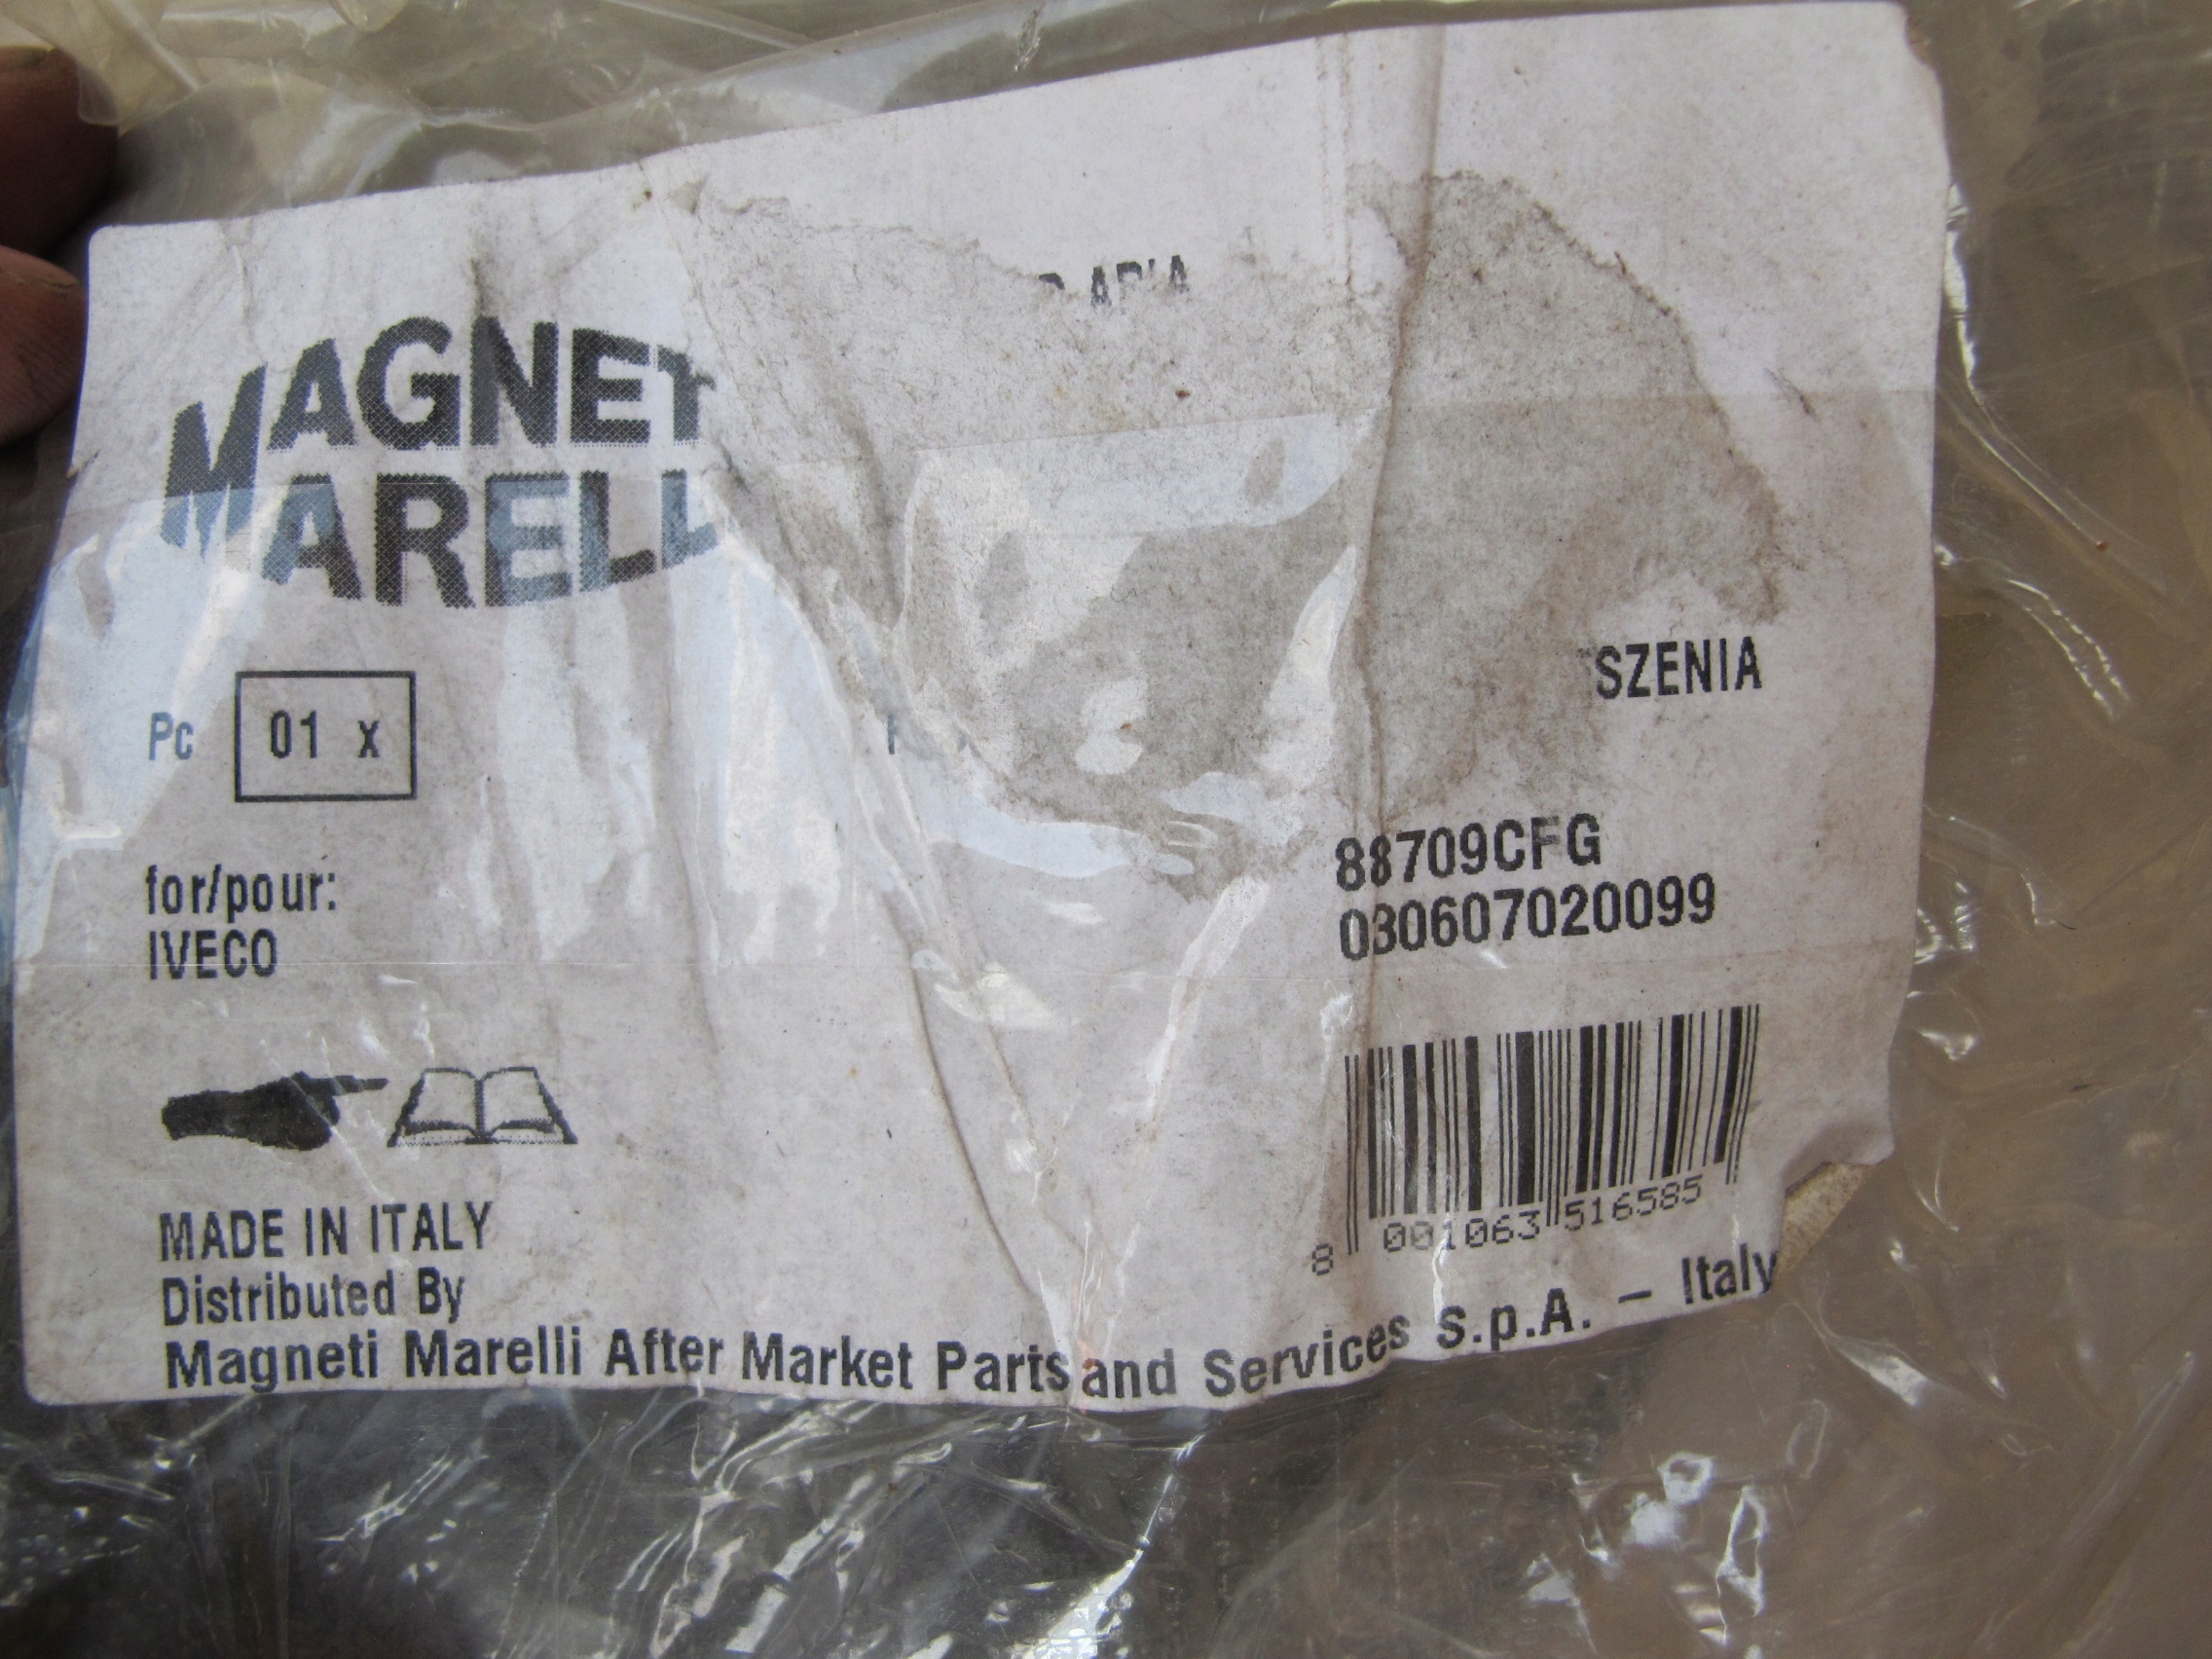 MAGNET
MARELL
SZENIA
Pc 01 x
for/pour:
IVECO
88709CFG
030607020099
8 001063 516585
MADE IN ITALY
Distributed By
Magneti Marelli After Market Parts and Services S.p.A. – Italy